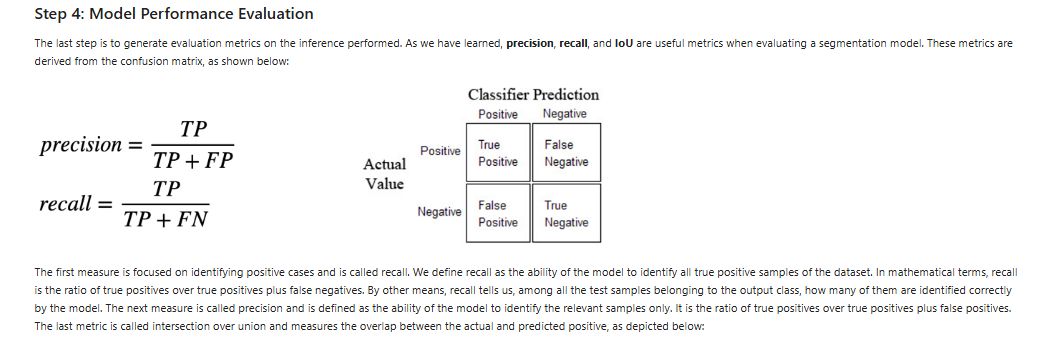 Step 4: Model Performance Evaluation
The last step is to generate evaluation metrics on the inference performed. As we have learned, precision, recall, and IoU are useful metrics when evaluating a segmentation model. These metrics are
derived from the confusion matrix, as shown below:
precision = TP / TP + FP
recall = TP / TP + FN
Classifier Prediction
Positive Negative
Actual
Value
Positive
True
Positive
False
Negative
Negative
False
Positive
True
Negative
The first measure is focused on identifying positive cases and is called recall. We define recall as the ability of the model to identify all true positive samples of the dataset. In mathematical terms, recall
is the ratio of true positives over true positives plus false negatives. By other means, recall tells us, among all the test samples belonging to the output class, how many of them are identified correctly
by the model. The next measure is called precision and is defined as the ability of the model to identify the relevant samples only. It is the ratio of true positives over true positives plus false positives.
The last metric is called intersection over union and measures the overlap between the actual and predicted positive, as depicted below: